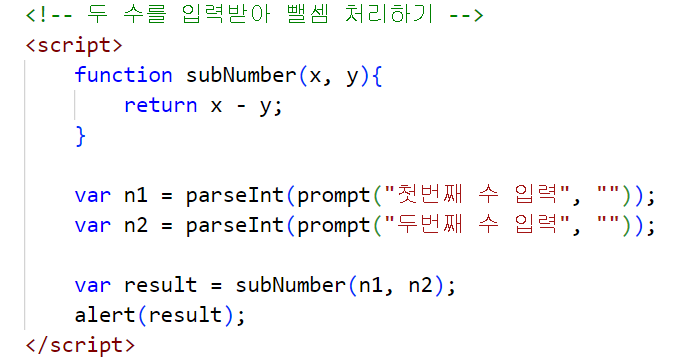 <!-- 두 수를 입력받아 뺄셈 처리하기 -->
<script>
function subNumber(x, y){
return x - y;
}
var n1 = parseInt(prompt("첫번째 수 입력", ""));
var n2 = parseInt(prompt("두번째 수 입력", ""));
var result = subNumber(n1, n2);
alert(result);
</script>